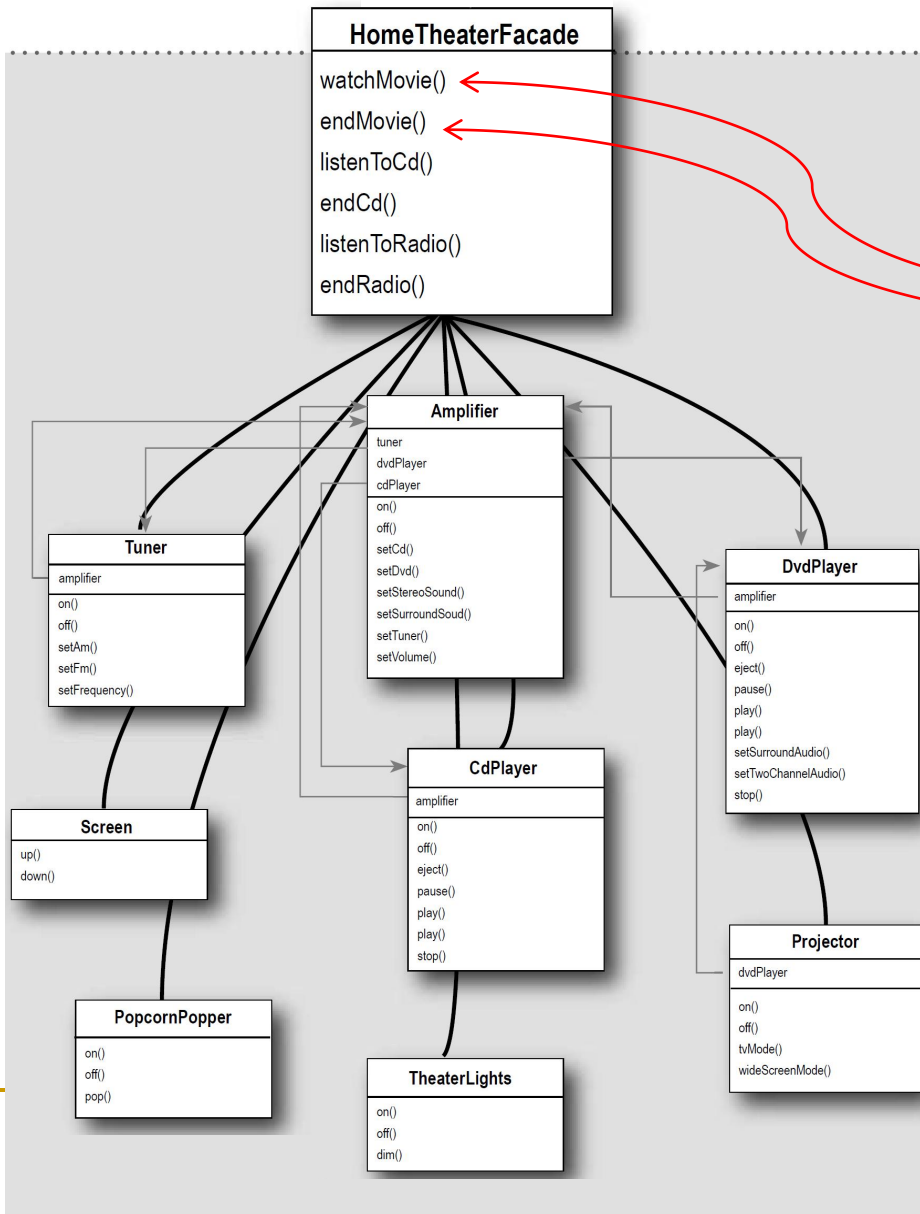 HomeTheaterFacade
watchMovie()
endMovie()
listenToCd()
endCd()
listenToRadio()
endRadio()
Amplifier
tuner
dvdPlayer
cdPlayer
on()
off()
setCd()
setDvd()
setStereoSound()
setSurroundSoud()
setTuner()
setVolume()
Tuner
amplifier
on()
off()
setAm()
setFm()
setFrequency()
DvdPlayer
amplifier
on()
off()
eject()
pause()
play()
play()
setSurroundAudio()
setTwoChannelAudio()
stop()
CdPlayer
amplifier
on()
off()
eject()
pause()
play()
play()
stop()
Screen
up()
down()
Projector
dvdPlayer
on()
off()
tvMode()
wideScreenMode()
PopcornPopper
on()
off()
pop()
TheaterLights
on()
off()
dim()